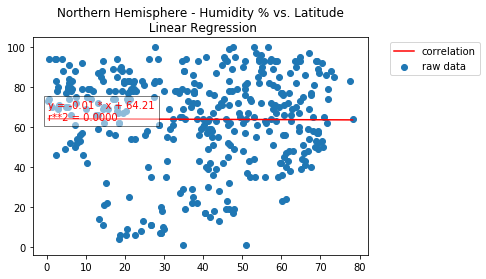 Northern Hemisphere - Humidity % vs. Latitude
Linear Regression
100
80
60
40
20
0
y = -0.01 * x + 64.21
r**2 = 0.0000
0 10 20 30 40 50 60 70 80
correlation
raw data